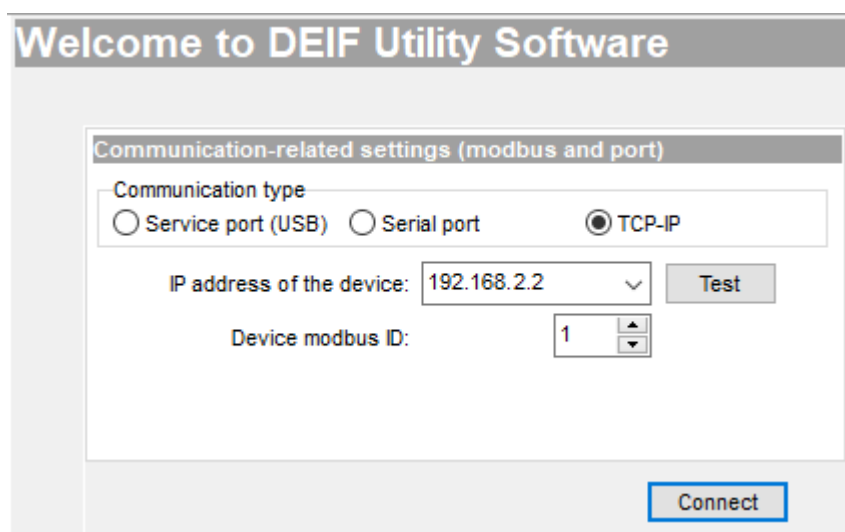 Welcome to DEIF Utility Software
Communication-related settings (modbus and port)
Communication type
Service port (USB) Serial port TCP-IP
IP address of the device: 192.168.2.2 Test
Device modbus ID: 1
Connect